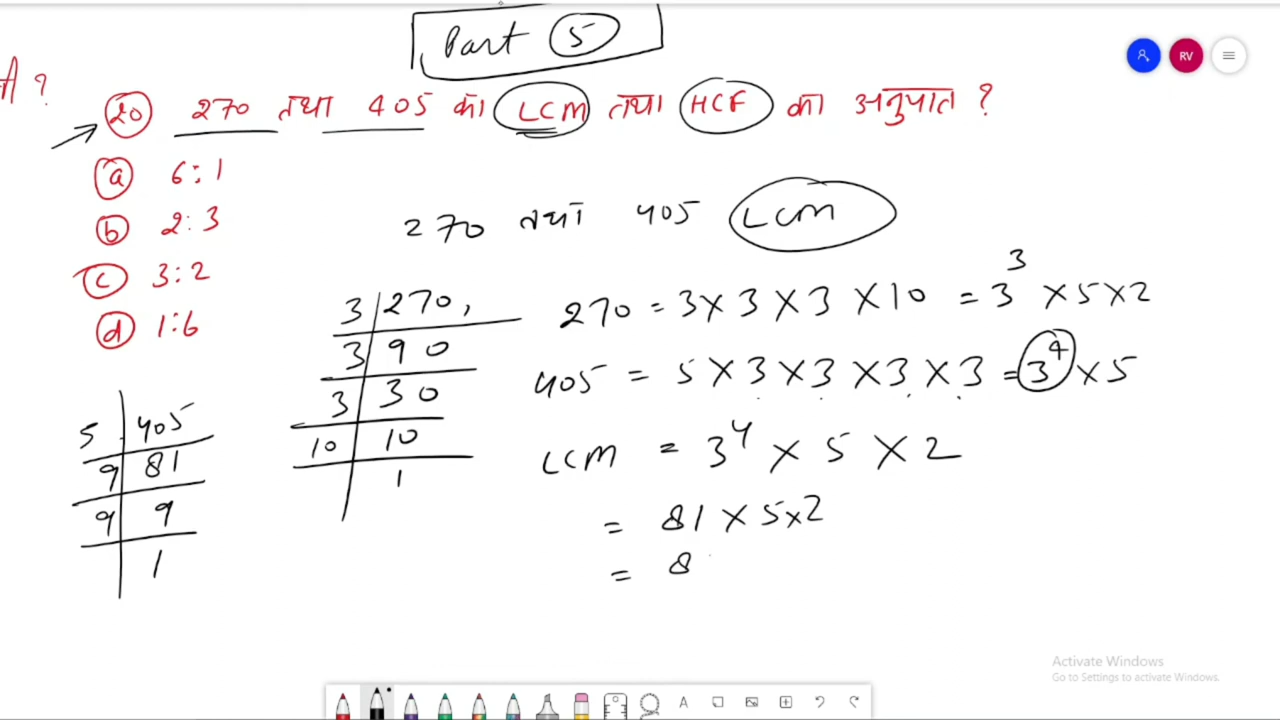 Part 5
RV
?
20 270 तथा 405 का LCM तथा HCF का अनुपात ?
a 6:1
b 2:3
c 3:2
d 1:6
270 तथा 405 LCM
3 | 270,
3 | 90
3 | 30
10 | 10
1
5 | 405
9 | 81
9 | 9
1
270 = 3 × 3 × 3 × 10 = 3³ × 5 × 2
405 = 5 × 3 × 3 × 3 × 3 = 3⁴ × 5
LCM = 3⁴ × 5 × 2
= 81 × 5 × 2
= 8
Activate Windows
Go to Settings to activate Windows.
A